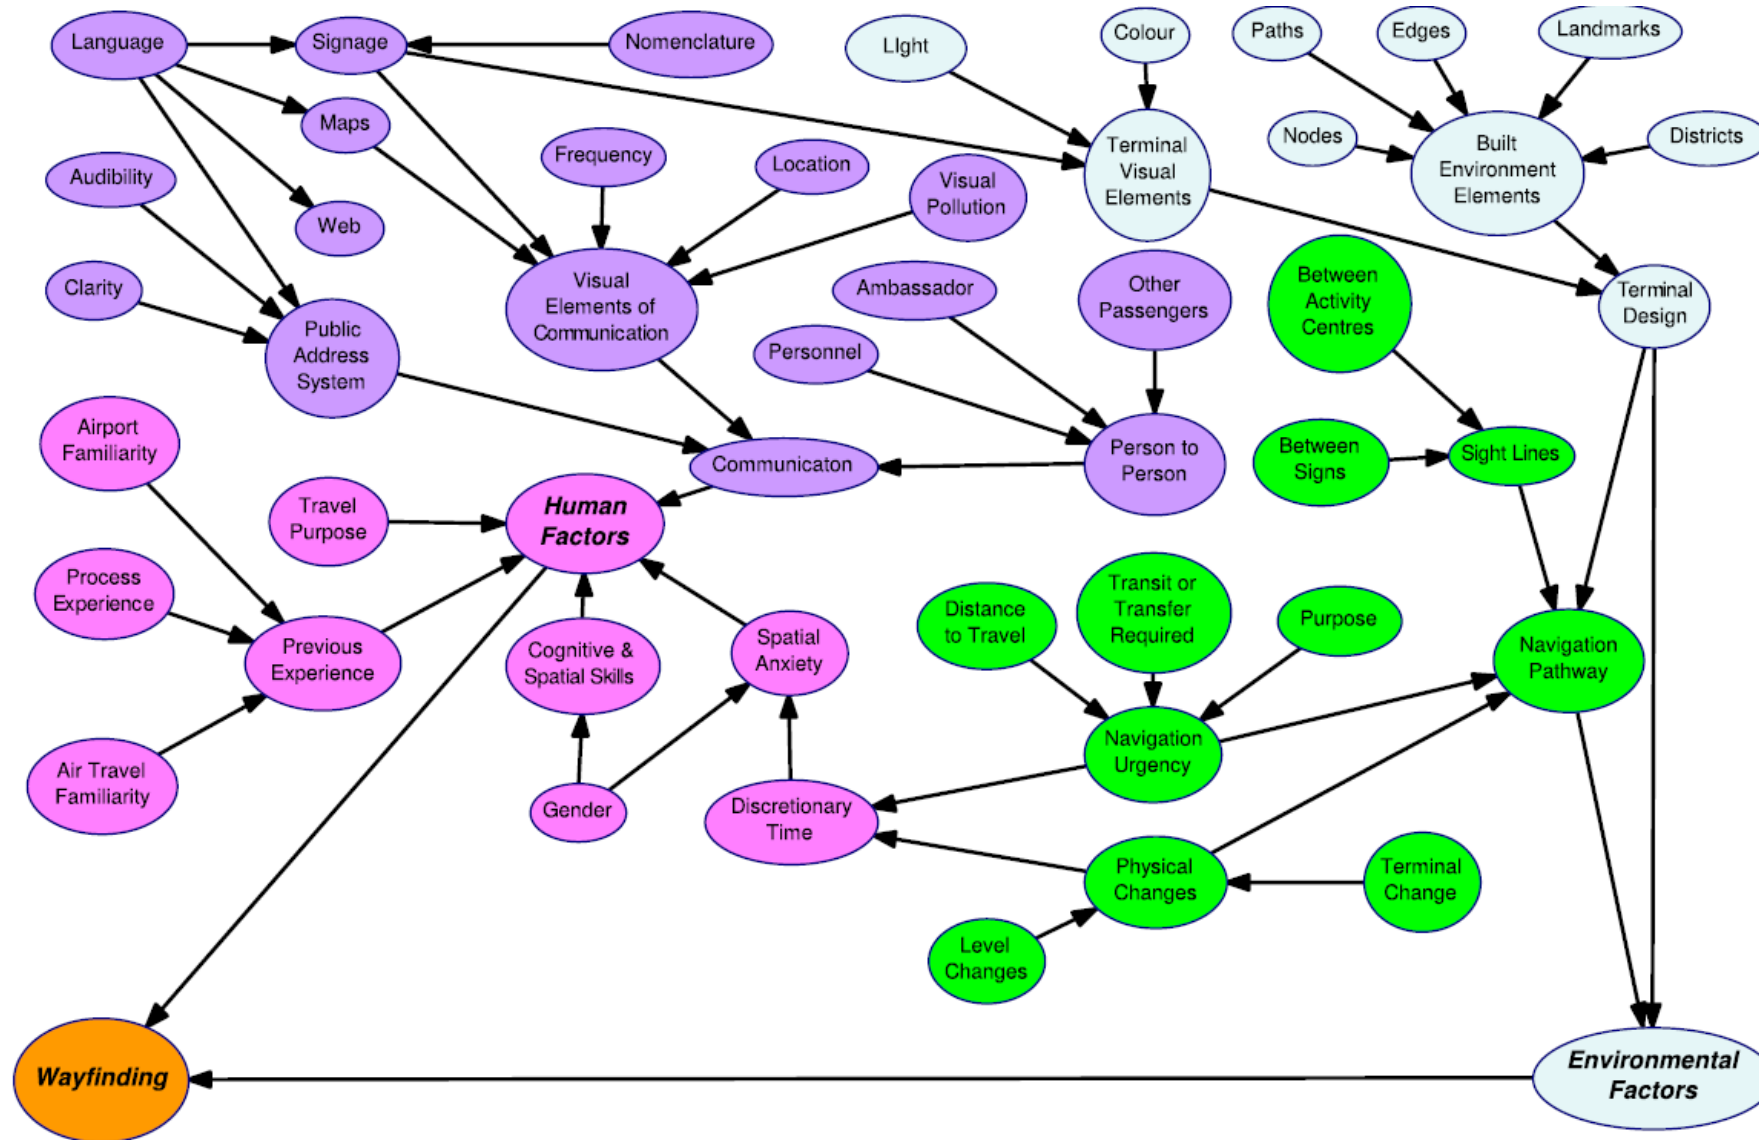 Language
Signage
Nomenclature
LIght
Colour
Paths
Edges
Landmarks
Maps
Nodes
Districts
Terminal
Visual
Elements
Built
Environment
Elements
Audibility
Frequency
Location
Visual
Pollution
Web
Clarity
Visual
Elements of
Communication
Ambassador
Other
Passengers
Between
Activity
Centres
Terminal
Design
Public
Address
System
Personnel
Airport
Familiarity
Communicaton
Person to
Person
Between
Signs
Sight Lines
Travel
Purpose
Human
Factors
Process
Experience
Previous
Experience
Cognitive &
Spatial Skills
Spatial
Anxiety
Distance
to Travel
Transit or
Transfer
Required
Purpose
Navigation
Pathway
Air Travel
Familiarity
Gender
Discretionary
Time
Navigation
Urgency
Physical
Changes
Terminal
Change
Level
Changes
Wayfinding
Environmental
Factors